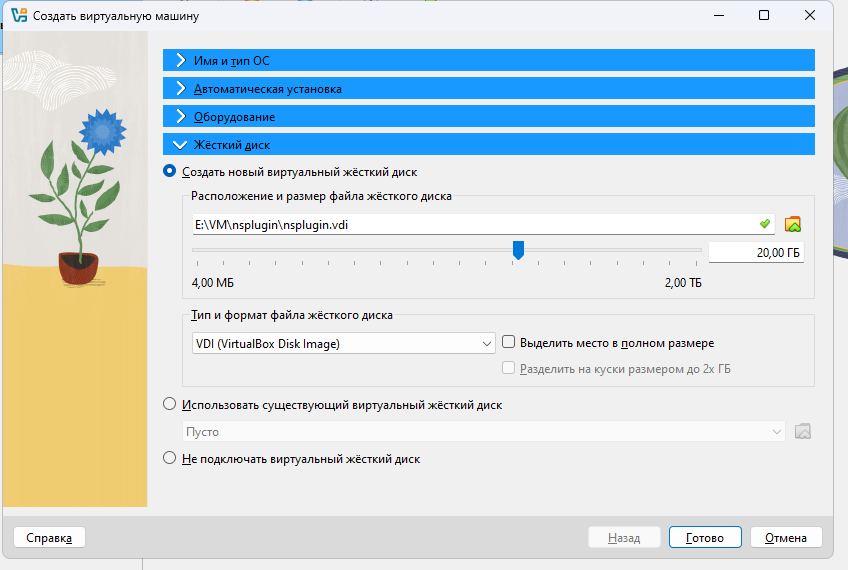 Создать виртуальную машину
Имя и тип ОС
Автоматическая установка
Оборудование
Жёсткий диск
Создать новый виртуальный жёсткий диск
Расположение и размер файла жёсткого диска
E:\VM\nsplugin\nsplugin.vdi
20,00 ГБ
4,00 МБ 2,00 ТБ
Тип и формат файла жёсткого диска
VDI (VirtualBox Disk Image) Выделить место в полном размере
Разделить на куски размером до 2х ГБ
Использовать существующий виртуальный жёсткий диск
Пусто
Не подключать виртуальный жёсткий диск
Справка Назад Готово Отмена